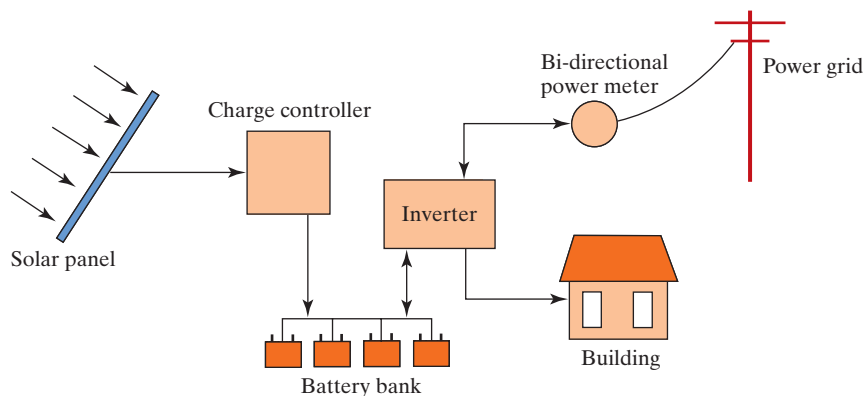 Bi-directional
power meter
Power grid
Charge controller
Inverter
Solar panel
Building
Battery bank